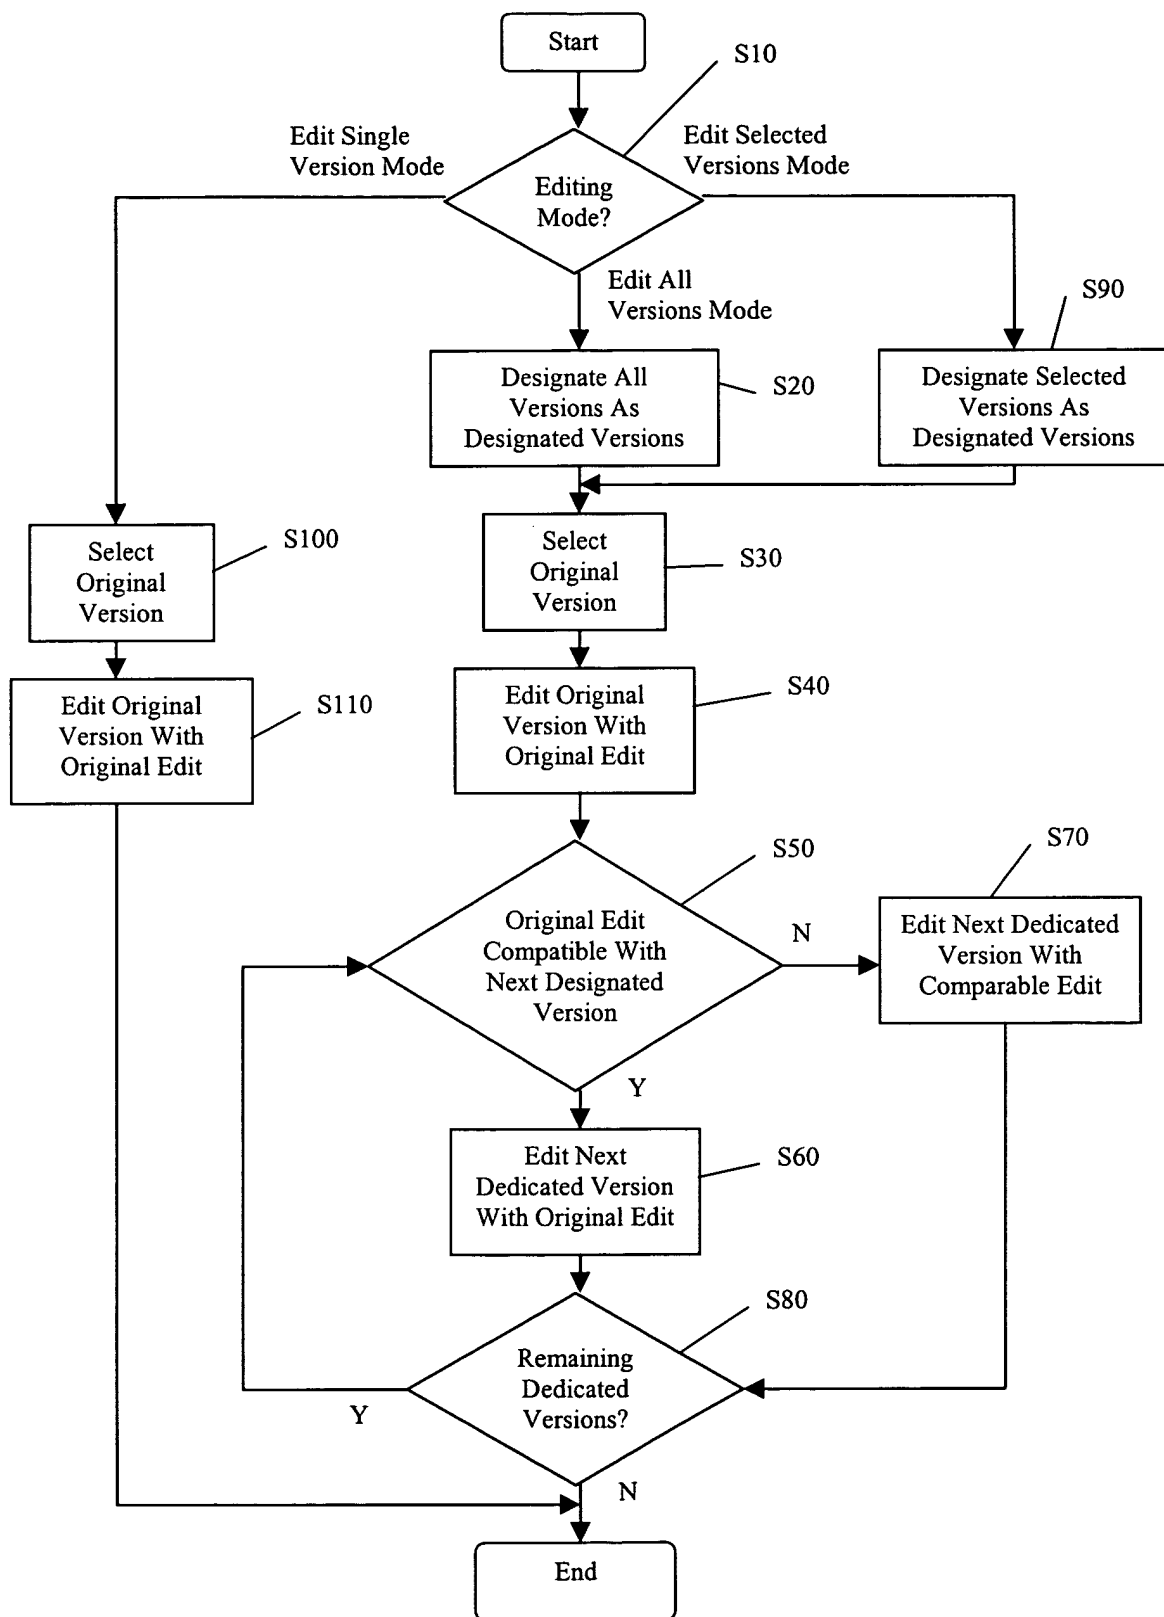 Start
S10
Edit Single
Version Mode
Edit Selected
Versions Mode
Editing
Mode?
Edit All
Versions Mode
S90
Designate All
Versions As
Designated Versions
S20
Designate Selected
Versions As
Designated Versions
Select
Original
Version
S100
Select
Original
Version
S30
Edit Original
Version With
Original Edit
S110
Edit Original
Version With
Original Edit
S40
S50
S70
Original Edit
Compatible With
Next Designated
Version
N
Edit Next Dedicated
Version With
Comparable Edit
Y
Edit Next
Dedicated Version
With Original Edit
S60
S80
Remaining
Dedicated
Versions?
Y
N
End